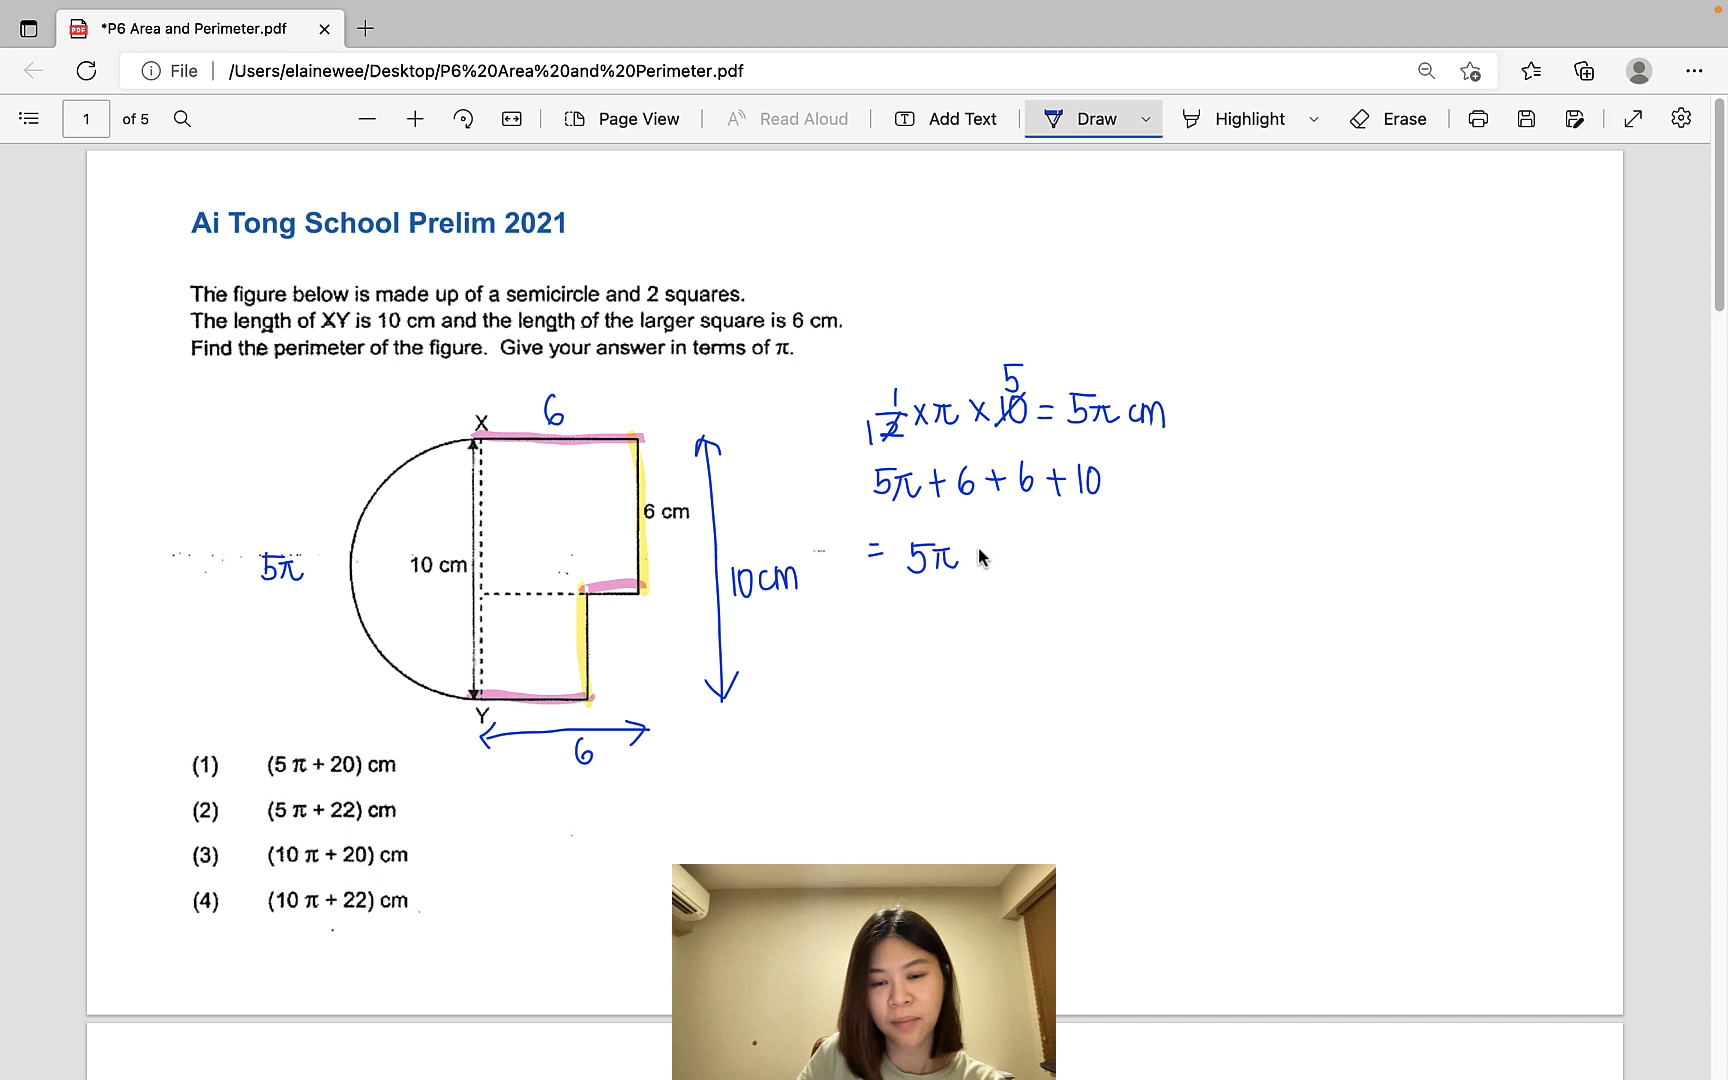 *P6 Area and Perimeter.pdf
File | /Users/elainewee/Desktop/P6%20Area%20and%20Perimeter.pdf
1 of 5 Page View Read Aloud Add Text Draw Highlight Erase
Ai Tong School Prelim 2021
The figure below is made up of a semicircle and 2 squares.
The length of XY is 10 cm and the length of the larger square is 6 cm.
Find the perimeter of the figure. Give your answer in terms of π.
X
6
6 cm
10 cm
5π
10 cm
Y
6
1/2 × π × 10 = 5π cm
1 5
5π + 6 + 6 + 10
= 5π
(1) (5 π + 20) cm
(2) (5 π + 22) cm
(3) (10 π + 20) cm
(4) (10 π + 22) cm